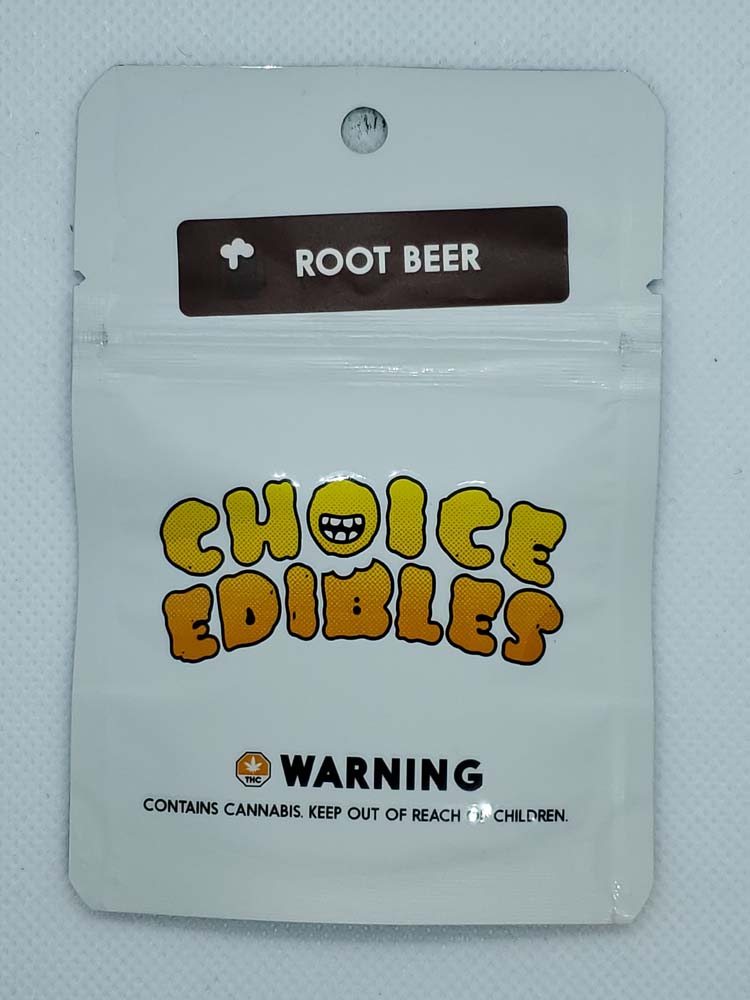 ROOT BEER
CHOICE
EDIBLES
THC
WARNING
CONTAINS CANNABIS. KEEP OUT OF REACH OF CHILDREN.